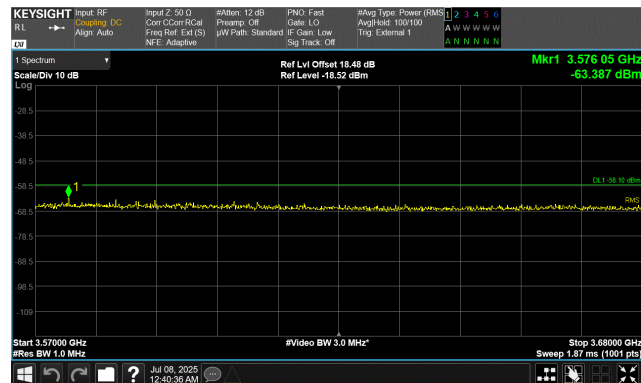 KEYSIGHT Input: RF Input Z: 50 Ω #Atten: 12 dB PNO: Fast #Avg Type: Power (RMS 1 2 3 4 5 6
RL Coupling: DC Corr CCorr RCal Preamp: Off Gate: LO Avg|Hold: 100/100 A W W W W W
Align: Auto Freq Ref: Ext (S) µW Path: Standard IF Gain: Low Trig: External 1 A N N N N N
LXI NFE: Adaptive Sig Track: Off
1 Spectrum Ref Lvl Offset 18.48 dB Mkr1 3.576 05 GHz
Scale/Div 10 dB Ref Level -18.52 dBm -63.387 dBm
Log
-28.5
-38.5
-48.5
-58.5 1 DL1 -58.10 dBm
RMS
-68.5
-78.5
-88.5
-98.5
-109
Start 3.57000 GHz #Video BW 3.0 MHz* Stop 3.68000 GHz
#Res BW 1.0 MHz Sweep 1.87 ms (1001 pts)
? Jul 08, 2025
12:40:36 AM